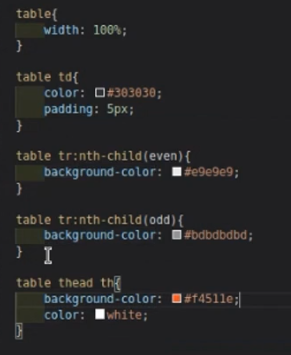 table{
width: 100%;
}
table td{
color: #303030;
padding: 5px;
}
table tr:nth-child(even){
background-color: #e9e9e9;
}
table tr:nth-child(odd){
background-color: #bdbdbdbd;
}
table thead th{
background-color: #f4511e;
color: white;
}